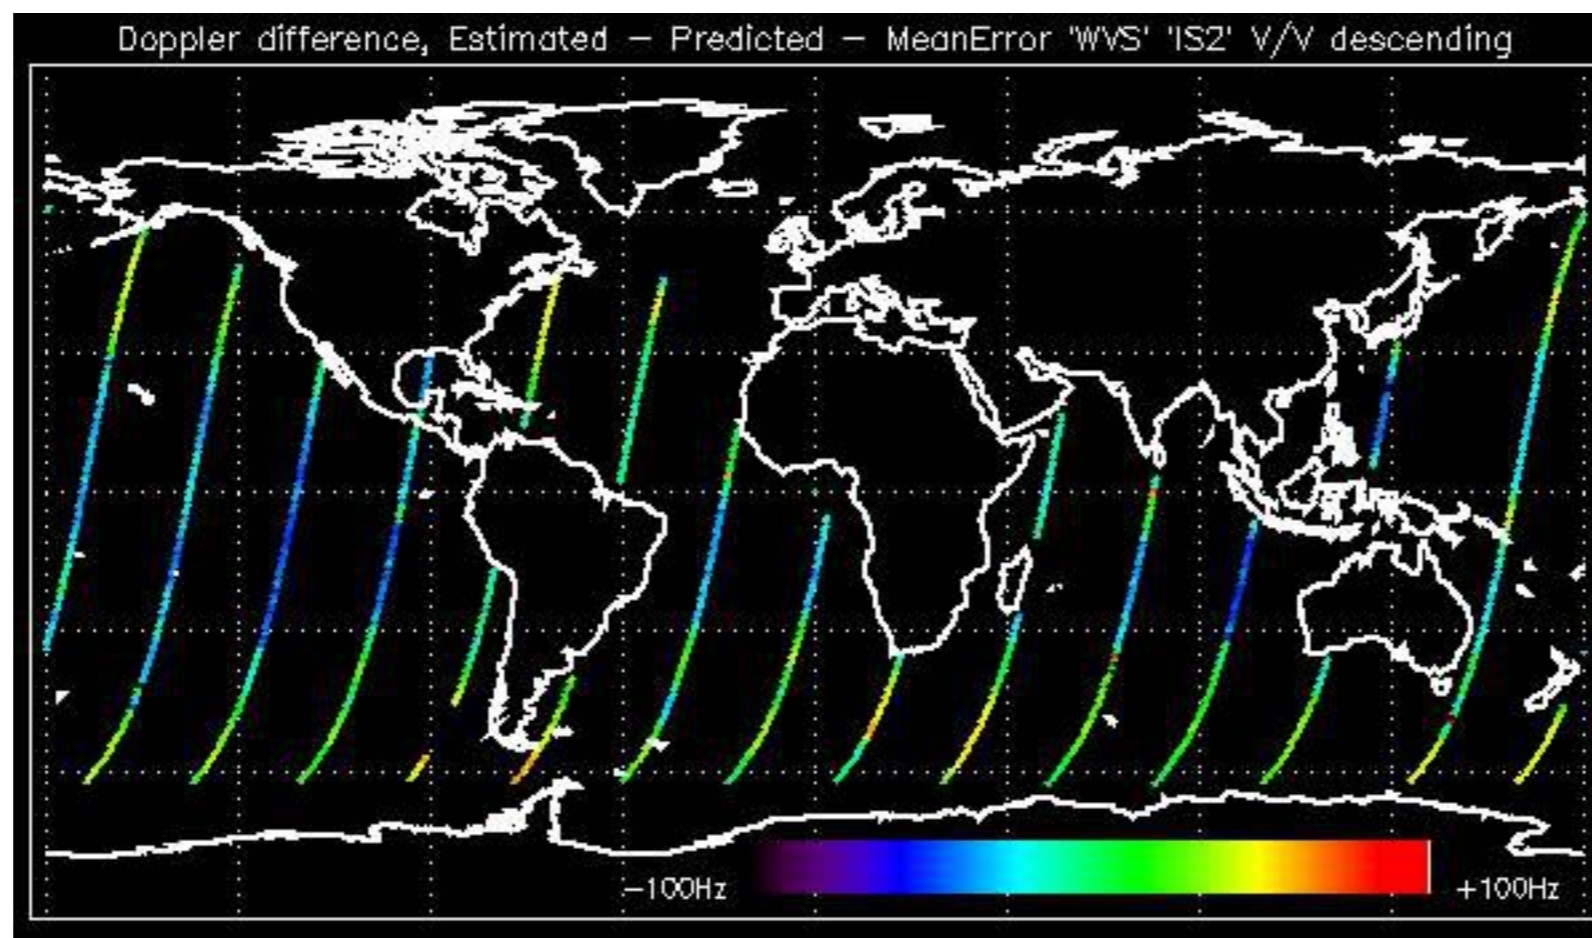 Doppler difference, Estimated – Predicted – MeanError 'WVS' 'IS2' V/V descending
-100Hz +100Hz